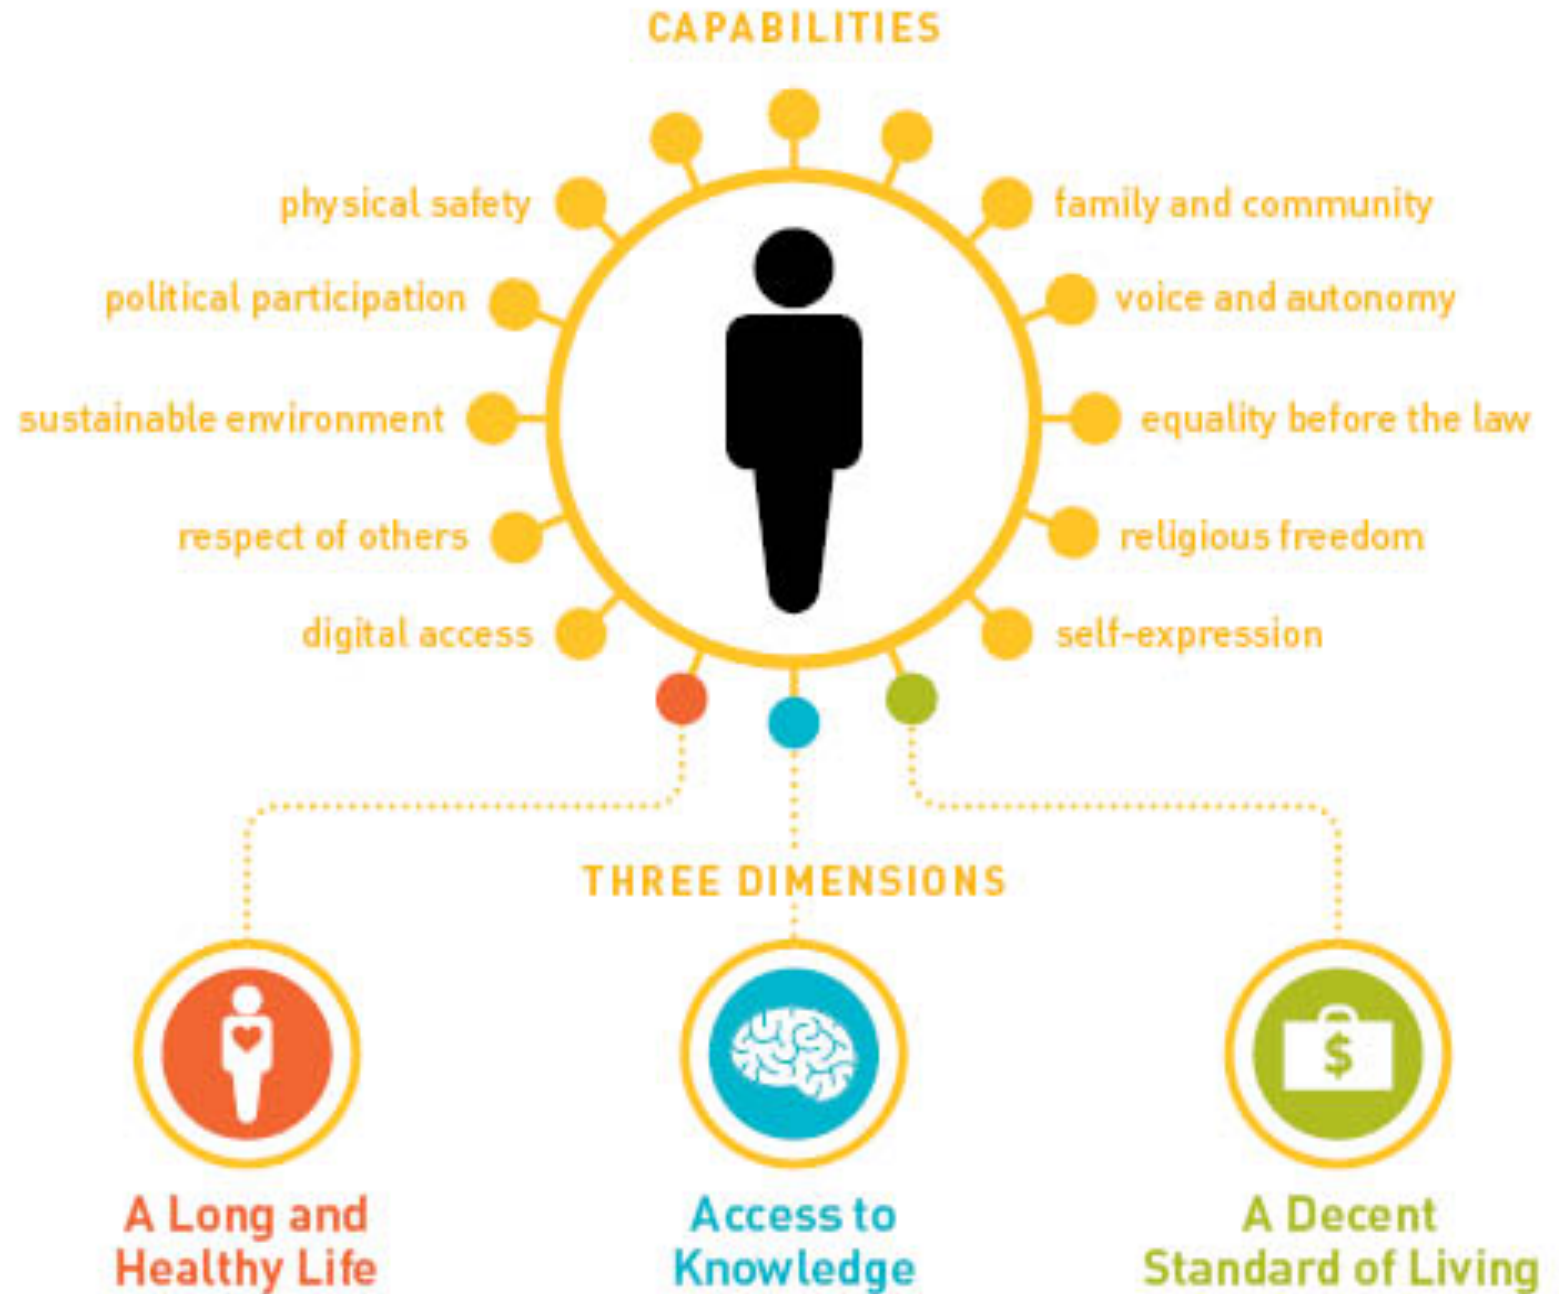 CAPABILITIES
physical safety
family and community
political participation
voice and autonomy
sustainable environment
equality before the law
respect of others
religious freedom
digital access
self-expression
THREE DIMENSIONS
A Long and
Healthy Life
Access to
Knowledge
$
A Decent
Standard of Living